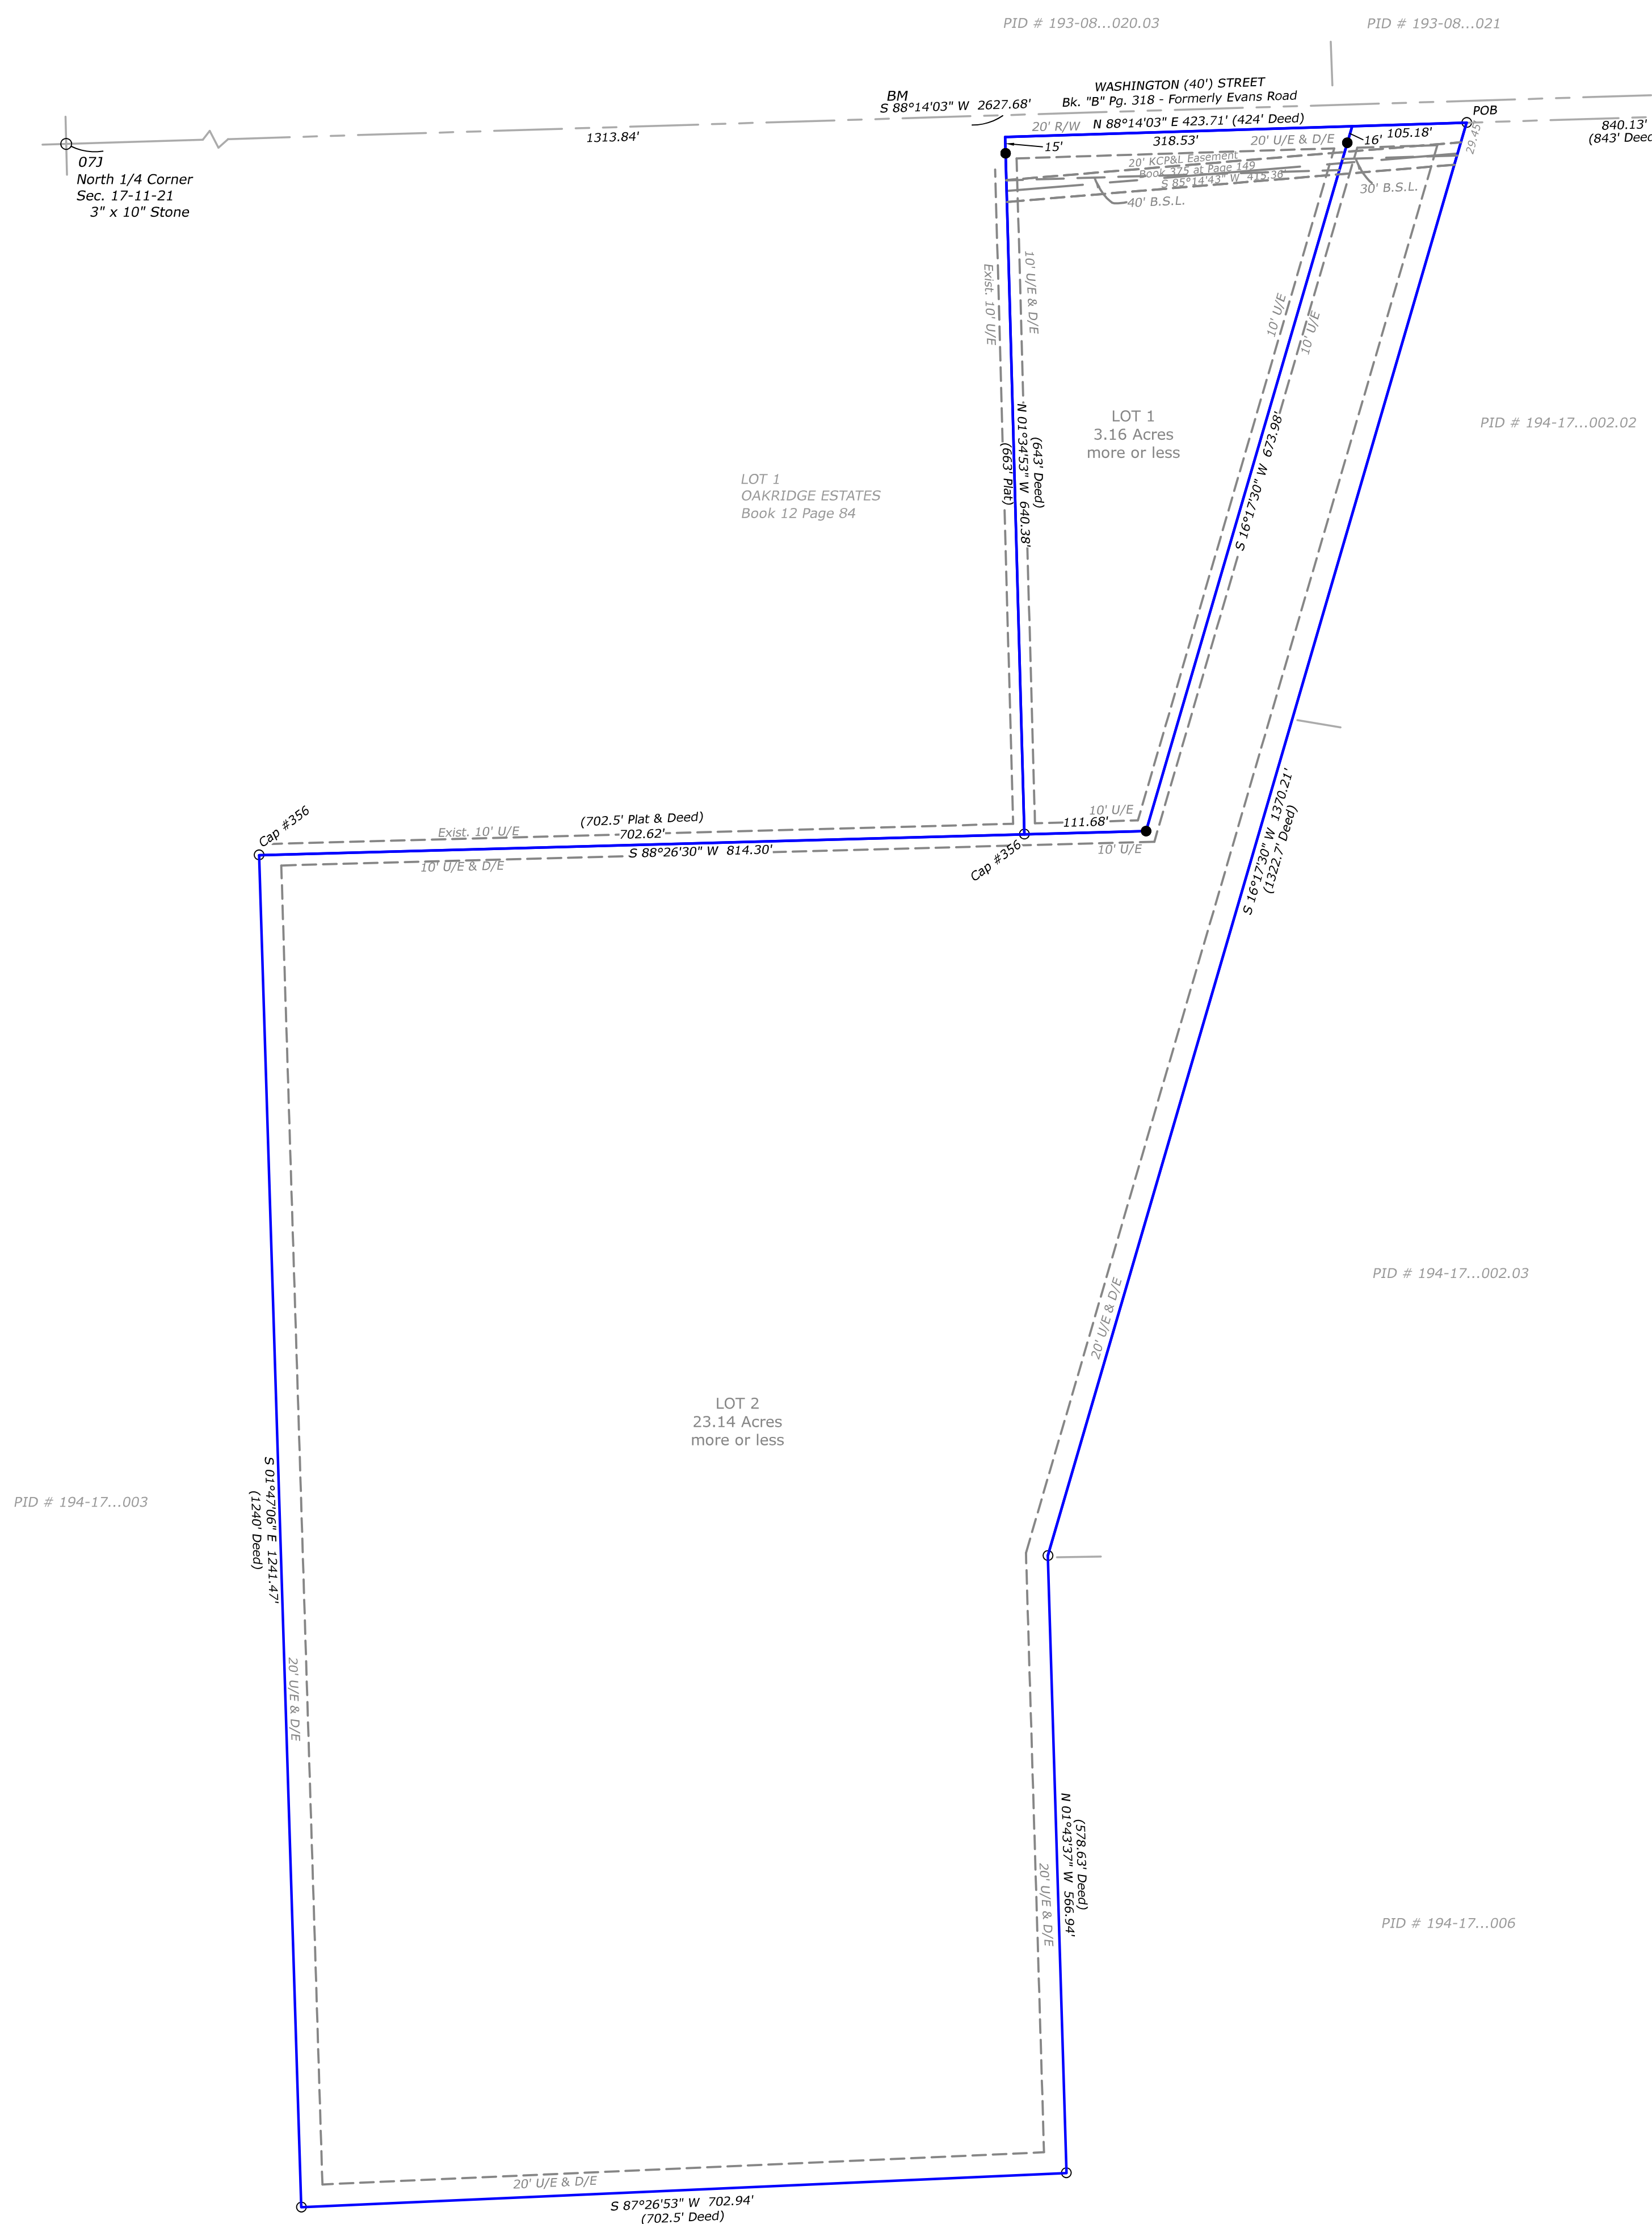 PID # 193-08...020.03
PID # 193-08...021
WASHINGTON (40') STREET
Bk. "B" Pg. 318 - Formerly Evans Road
BM
S 88°14'03" W 2627.68'
POB
20' R/W
N 88°14'03" E 423.71' (424' Deed)
1313.84'
15'
318.53'
20' U/E & D/E
16'
105.18'
29.45'
840.13'
(843' Deed
07J
North 1/4 Corner
Sec. 17-11-21
3" x 10" Stone
20' KCP&L Easement
Book 375 at Page 149
S 85°14'43" W 415.36'
40' B.S.L.
30' B.S.L.
Exist. 10' U/E
10' U/E & D/E
10' U/E
10' U/E
LOT 1
3.16 Acres
more or less
PID # 194-17...002.02
(663' Plat)
N 01°34'53" W 640.38'
(643' Deed)
S 16°17'30" W 673.98'
LOT 1
OAKRIDGE ESTATES
Book 12 Page 84
S 16°17'30" W 1370.21'
(1322.7' Deed)
Cap #356
Exist. 10' U/E
(702.5' Plat & Deed)
702.62'
S 88°26'30" W 814.30'
10' U/E & D/E
10' U/E
111.68'
10' U/E
Cap #356
PID # 194-17...002.03
20' U/E & D/E
LOT 2
23.14 Acres
more or less
PID # 194-17...003
S 01°47'06" E 1241.47'
(1240' Deed)
20' U/E & D/E
(578.63' Deed)
N 01°43'37" W 566.94'
20' U/E & D/E
PID # 194-17...006
20' U/E & D/E
S 87°26'53" W 702.94'
(702.5' Deed)